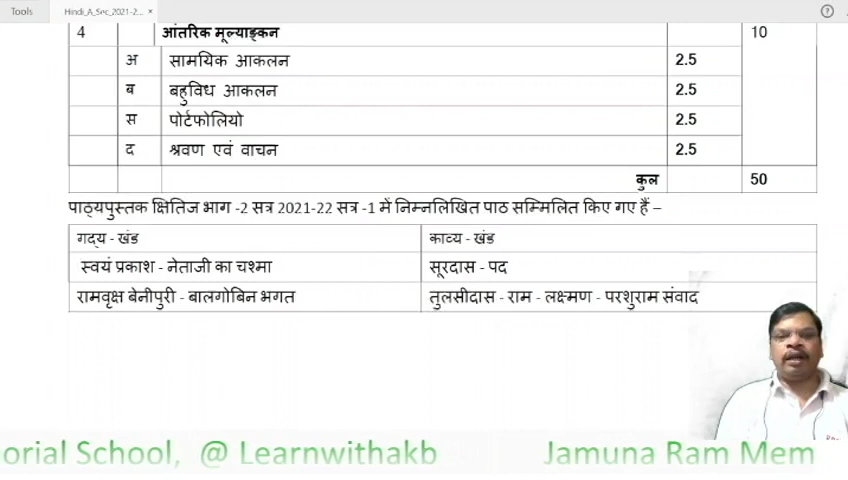 Tools
Hindi_A_Sec_2021-2... ×
4 आंतरिक मूल्याङ्कन 10
अ सामयिक आकलन 2.5
ब बहुविध आकलन 2.5
स पोर्टफोलियो 2.5
द श्रवण एवं वाचन 2.5
कुल 50
पाठ्यपुस्तक क्षितिज भाग -2 सत्र 2021-22 सत्र -1 में निम्नलिखित पाठ सम्मिलित किए गए हैं –
गद्य - खंड काव्य - खंड
स्वयं प्रकाश - नेताजी का चश्मा सूरदास - पद
रामवृक्ष बेनीपुरी - बालगोबिन भगत तुलसीदास - राम - लक्ष्मण - परशुराम संवाद
orial School, @ Learnwithakb Jamuna Ram Mem